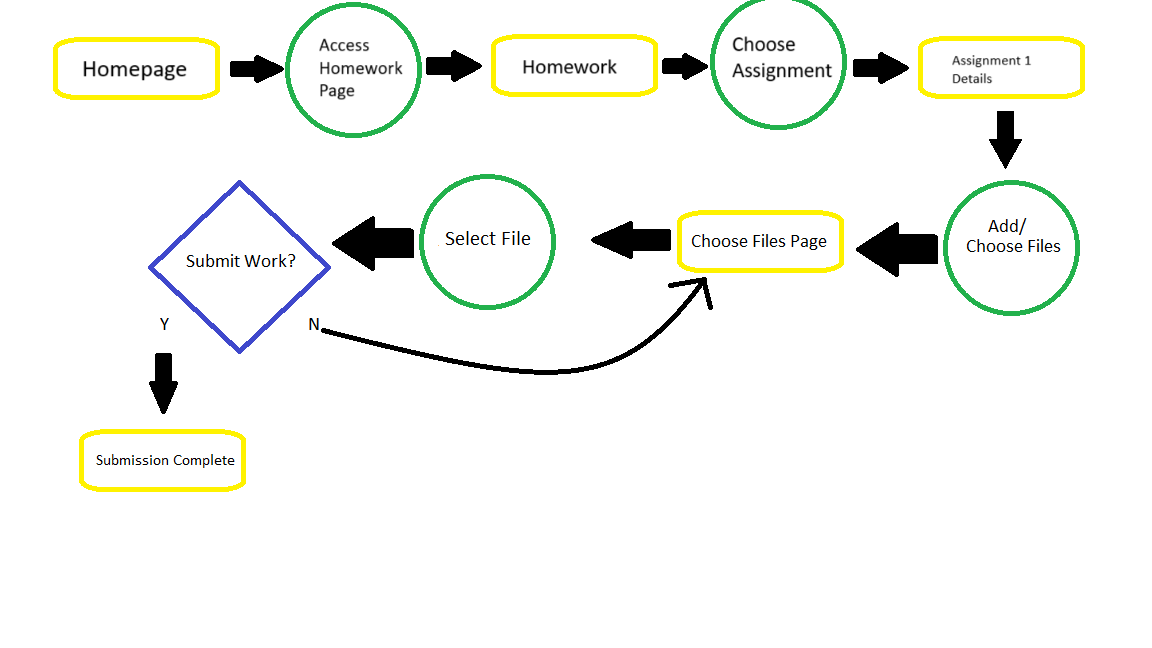 Homepage
Access
Homework
Page
Homework
Choose
Assignment
Assignment 1
Details
Add/
Choose Files
Choose Files Page
Select File
Submit Work?
Y
N
Submission Complete